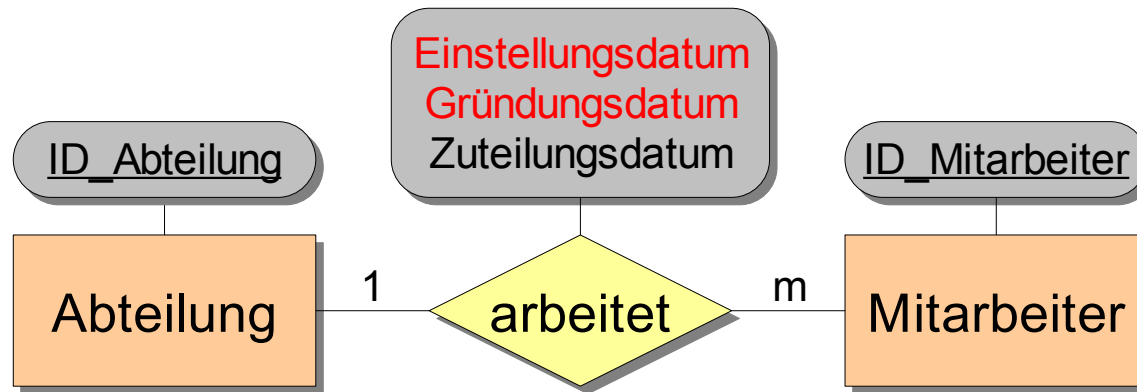 Einstellungsdatum
Gründungsdatum
Zuteilungsdatum
ID_Abteilung
ID_Mitarbeiter
Abteilung
1
arbeitet
m
Mitarbeiter